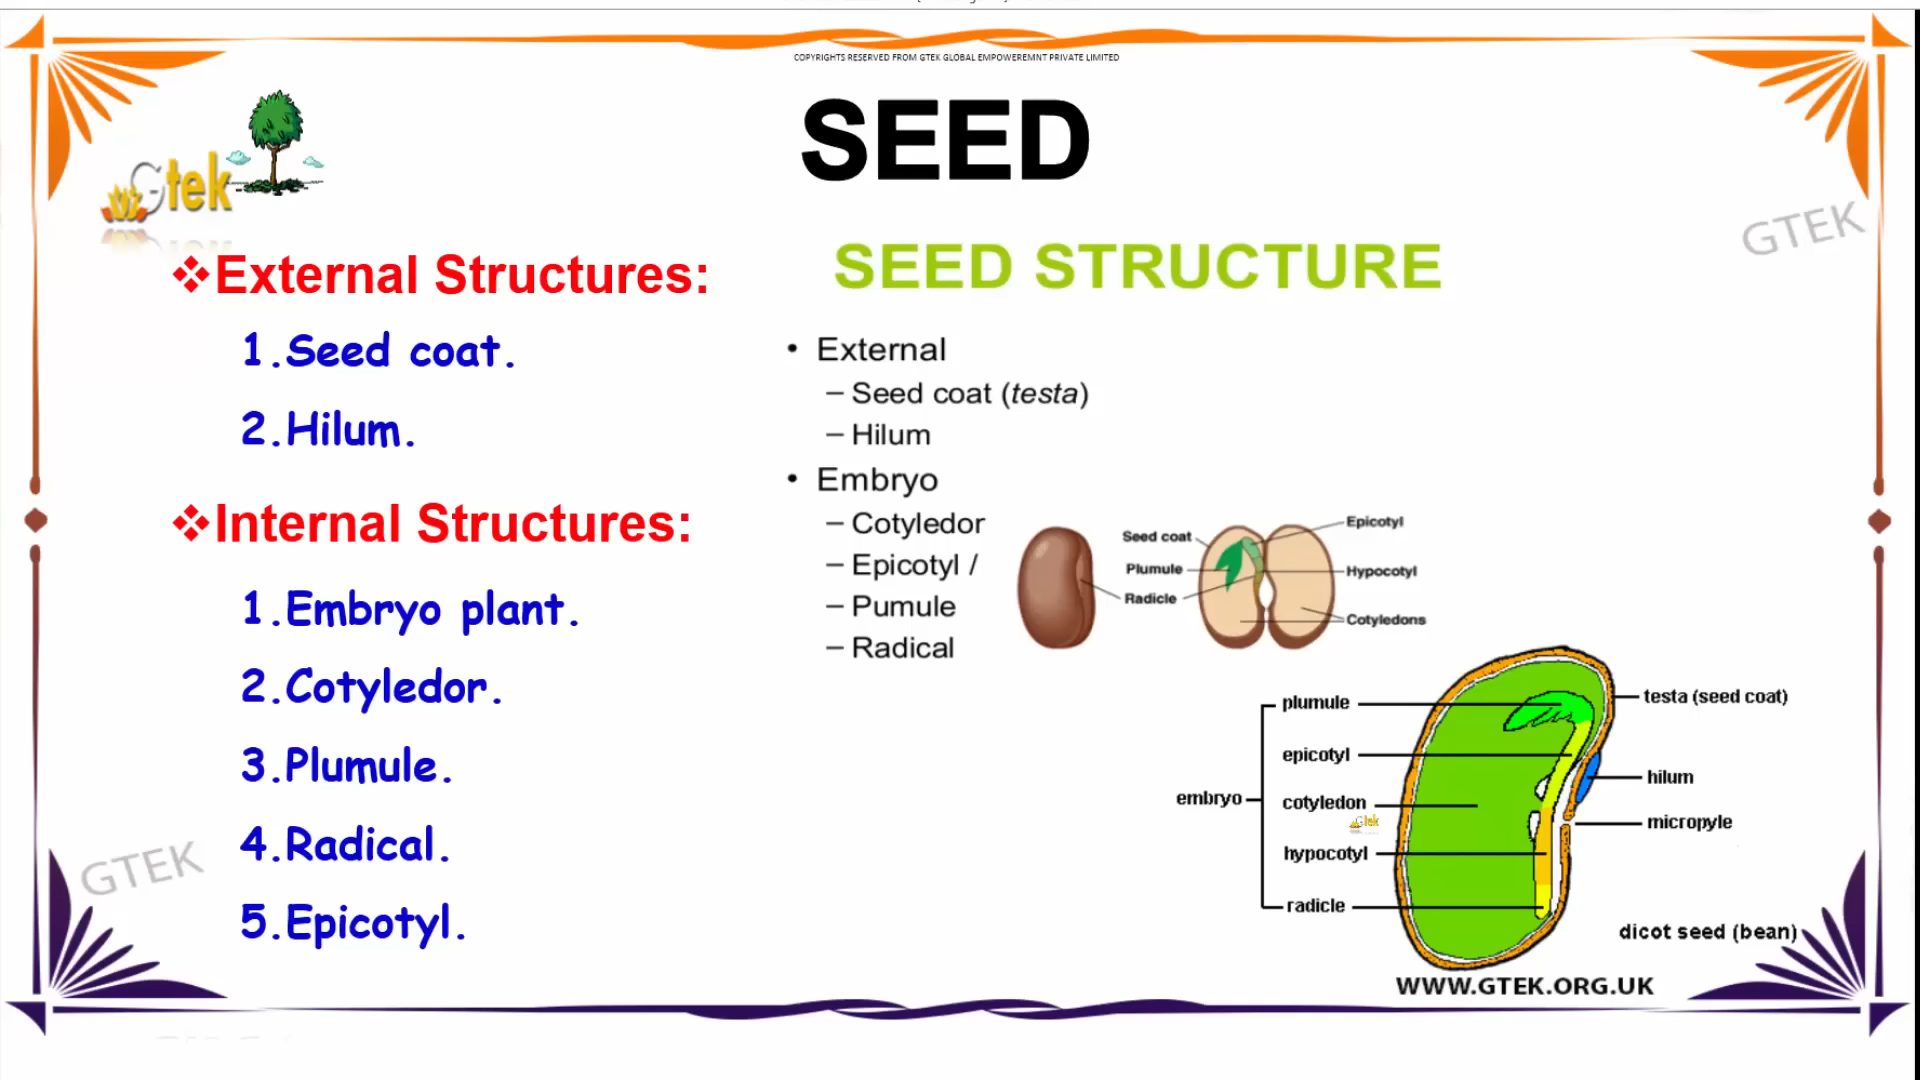 COPYRIGHTS RESERVED FROM GTEK GLOBAL EMPOWEREMNT PRIVATE LIMITED
SEED
Gtek
GTEK
❖External Structures:
1.Seed coat.
2.Hilum.
❖Internal Structures:
1.Embryo plant.
2.Cotyledor.
3.Plumule.
4.Radical.
5.Epicotyl.
GTEK
SEED STRUCTURE
• External
– Seed coat (testa)
– Hilum
• Embryo
– Cotyledor
– Epicotyl /
– Pumule
– Radical
Seed coat
Plumule
Radicle
Epicotyl
Hypocotyl
Cotyledons
embryo
plumule
epicotyl
cotyledon
Gtek
hypocotyl
radicle
testa (seed coat)
hilum
micropyle
dicot seed (bean)
WWW.GTEK.ORG.UK